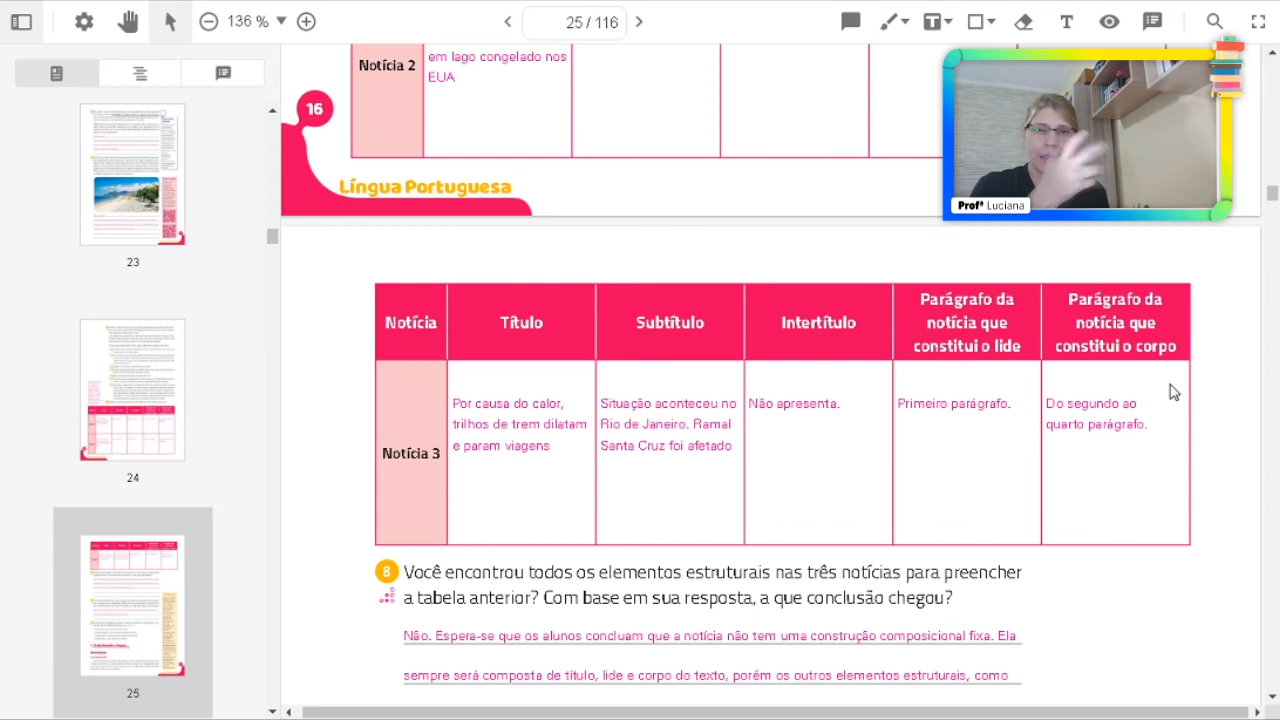 136 %
25 / 116
Notícia 2
em lago congelado nos
EUA
16
Língua Portuguesa
Profª Luciana
23
24
25
Notícia
Título
Subtítulo
Intertítulo
Parágrafo da
notícia que
constitui o lide
Parágrafo da
notícia que
constitui o corpo
Notícia 3
Por causa do calor,
trilhos de trem dilatam
e param viagens
Situação aconteceu no
Rio de Janeiro. Ramal
Santa Cruz foi afetado
Não apresenta.
Primeiro parágrafo.
Do segundo ao
quarto parágrafo.
8 Você encontrou todos os elementos estruturais nas três notícias para preencher
a tabela anterior? Com base em sua resposta, a que conclusão chegou?
Não. Espera-se que os alunos concluam que a notícia não tem uma construção composicional fixa. Ela
sempre será composta de título, lide e corpo do texto, porém os outros elementos estruturais, como